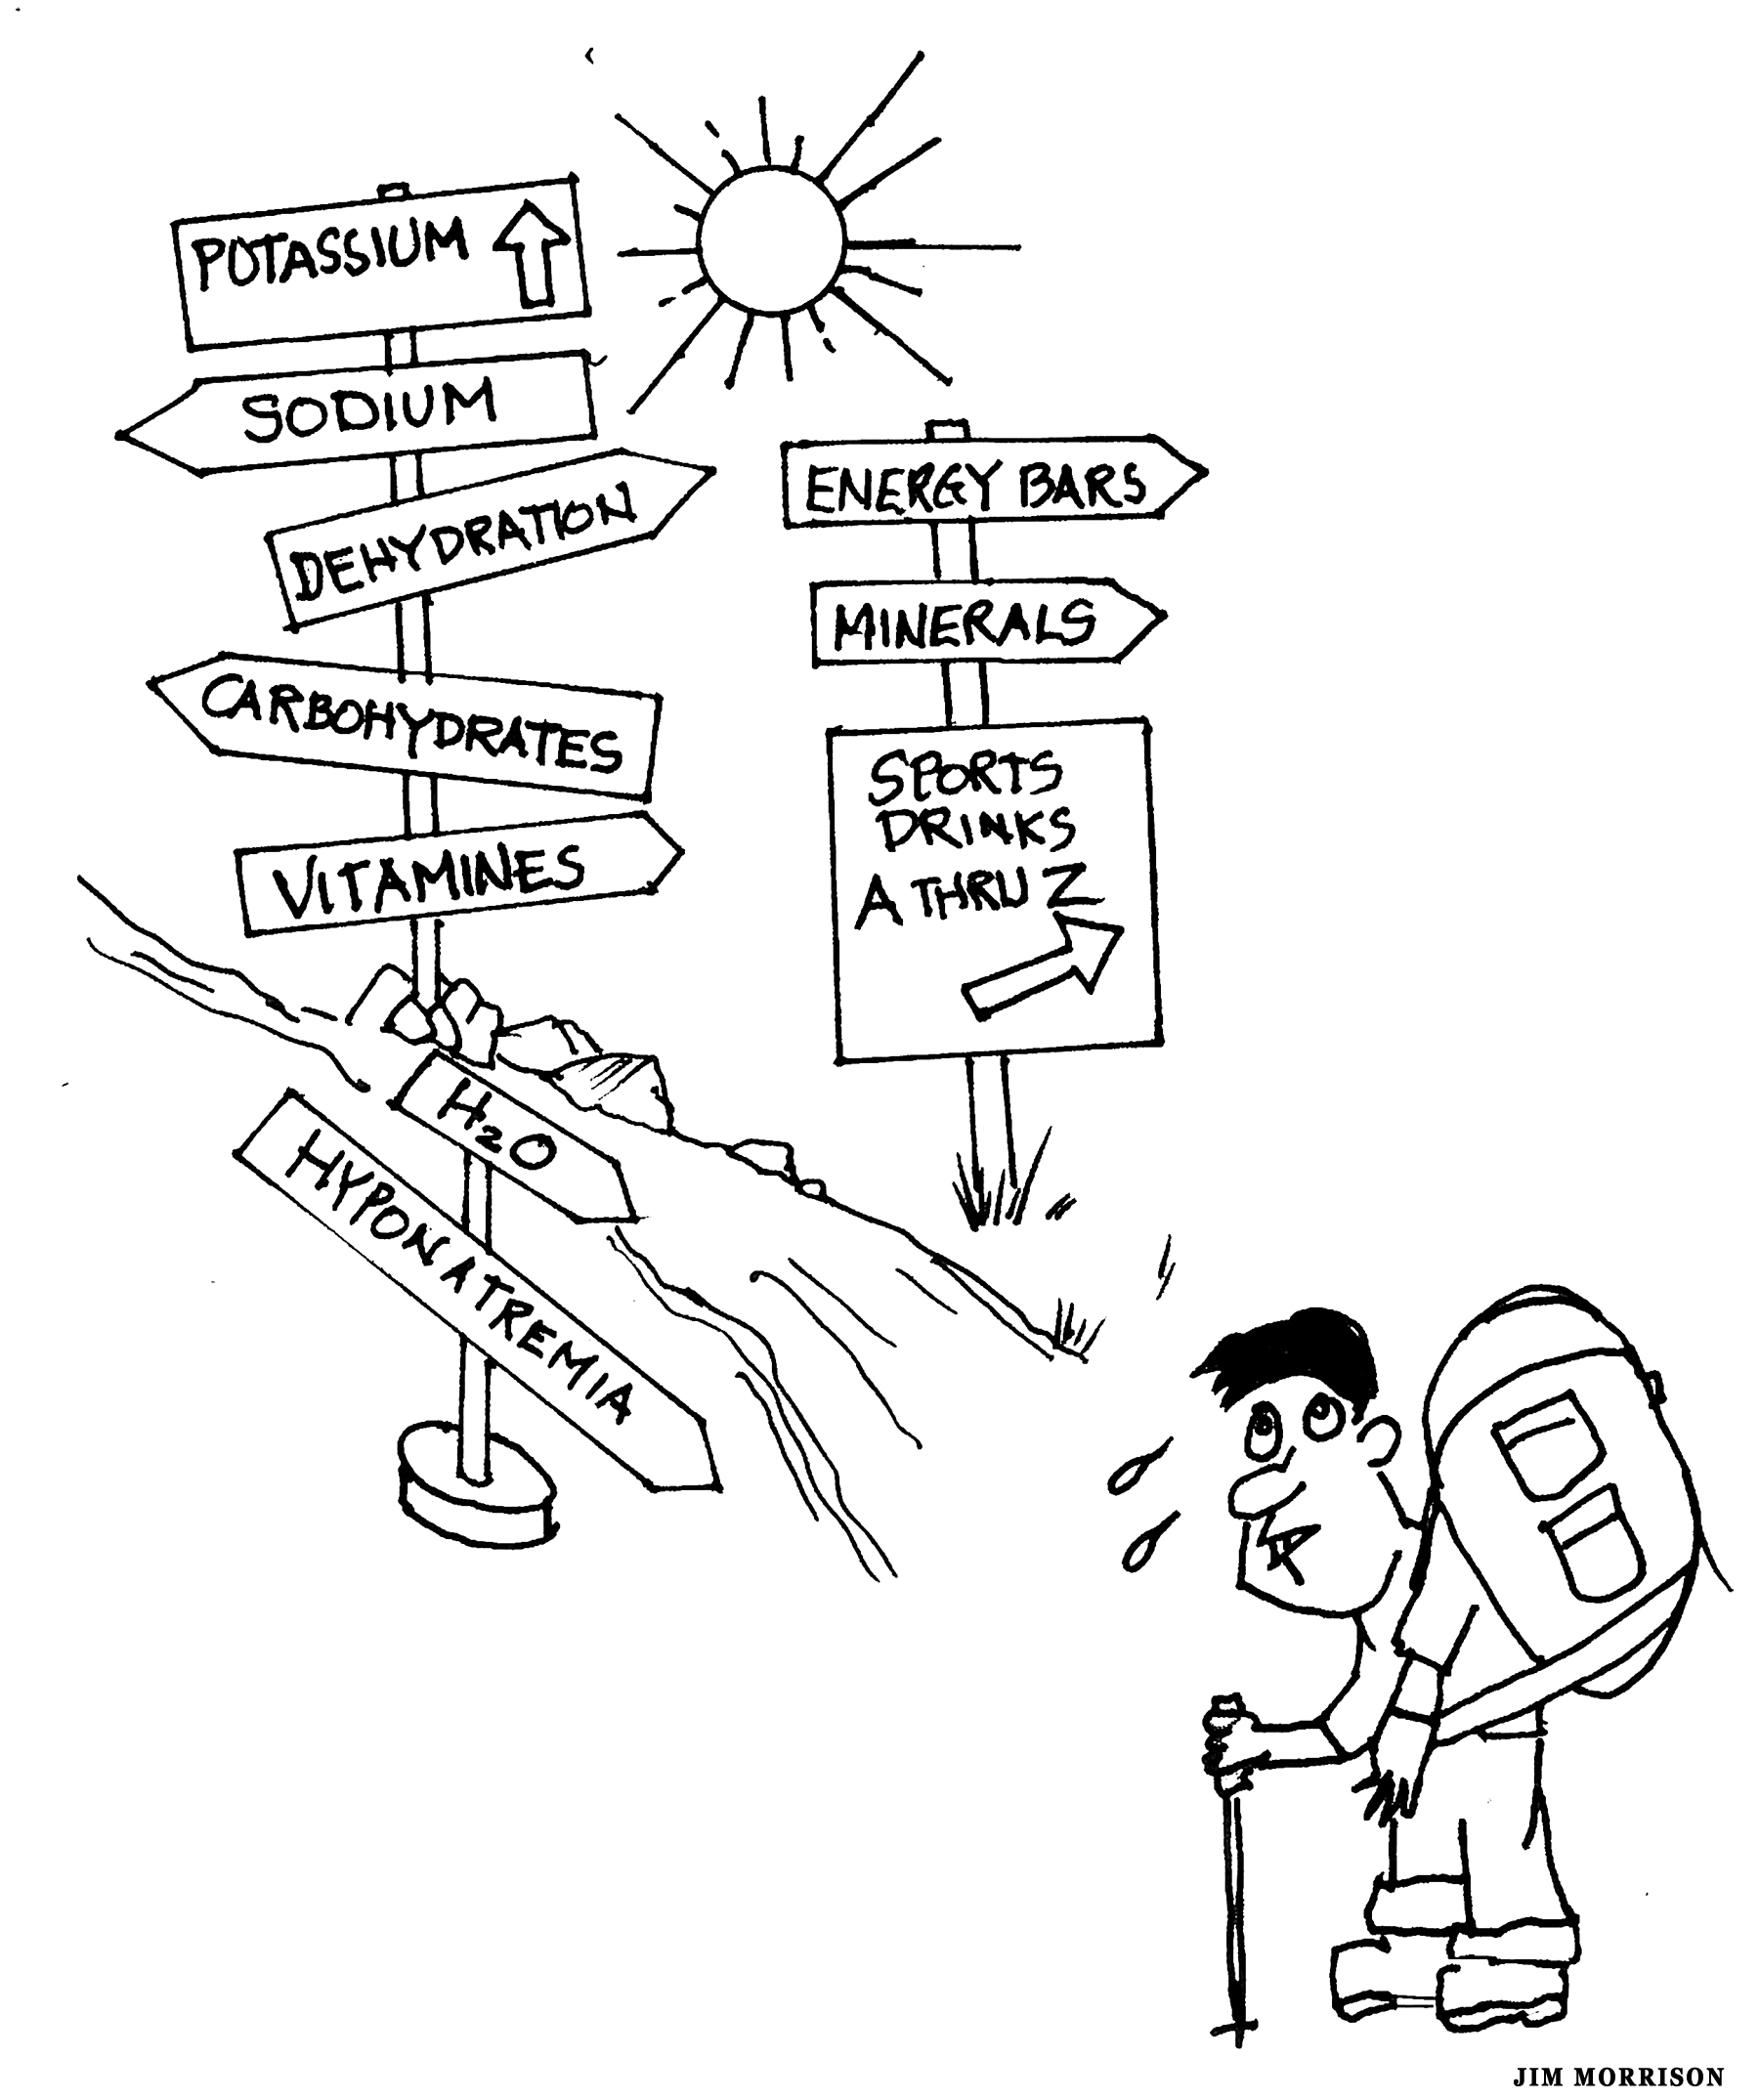 POTASSIUM
SODIUM
DEHYDRATION
CARBOHYDRATES
VITAMINES
H2O
HYPONATREMIA
ENERGY BARS
MINERALS
SPORTS
DRINKS
A THRU Z
JIM MORRISON